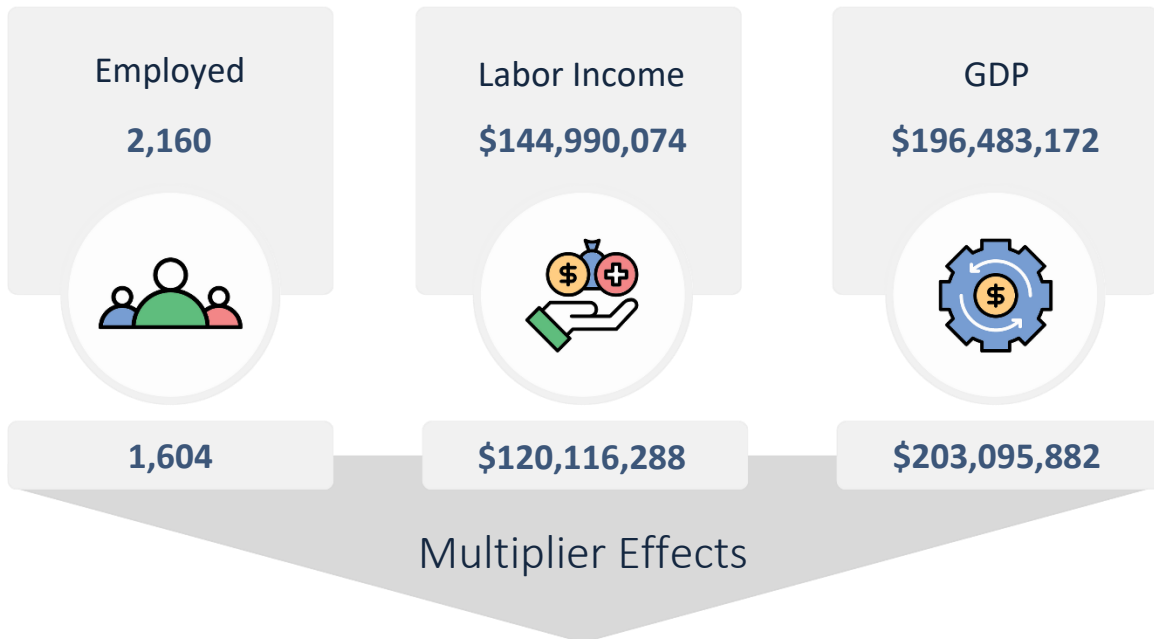 Employed
2,160
Labor Income
$144,990,074
GDP
$196,483,172
1,604
$120,116,288
$203,095,882
Multiplier Effects